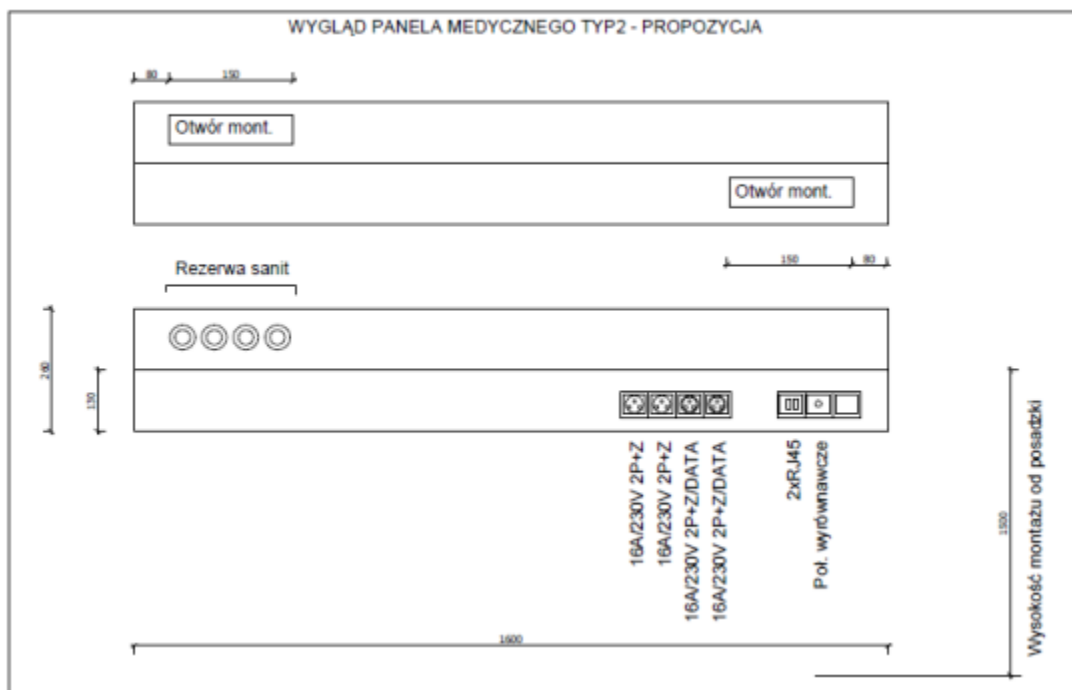 WYGLĄD PANELA MEDYCZNEGO TYP2 - PROPOZYCJA
80
150
Otwór mont.
Otwór mont.
150
80
Rezerwa sanit
260
130
16A/230V 2P+Z
16A/230V 2P+Z
16A/230V 2P+Z/DATA
16A/230V 2P+Z/DATA
2xRJ45
Poł. wyrównawcze
1500
Wysokość montażu od posadzki
1600